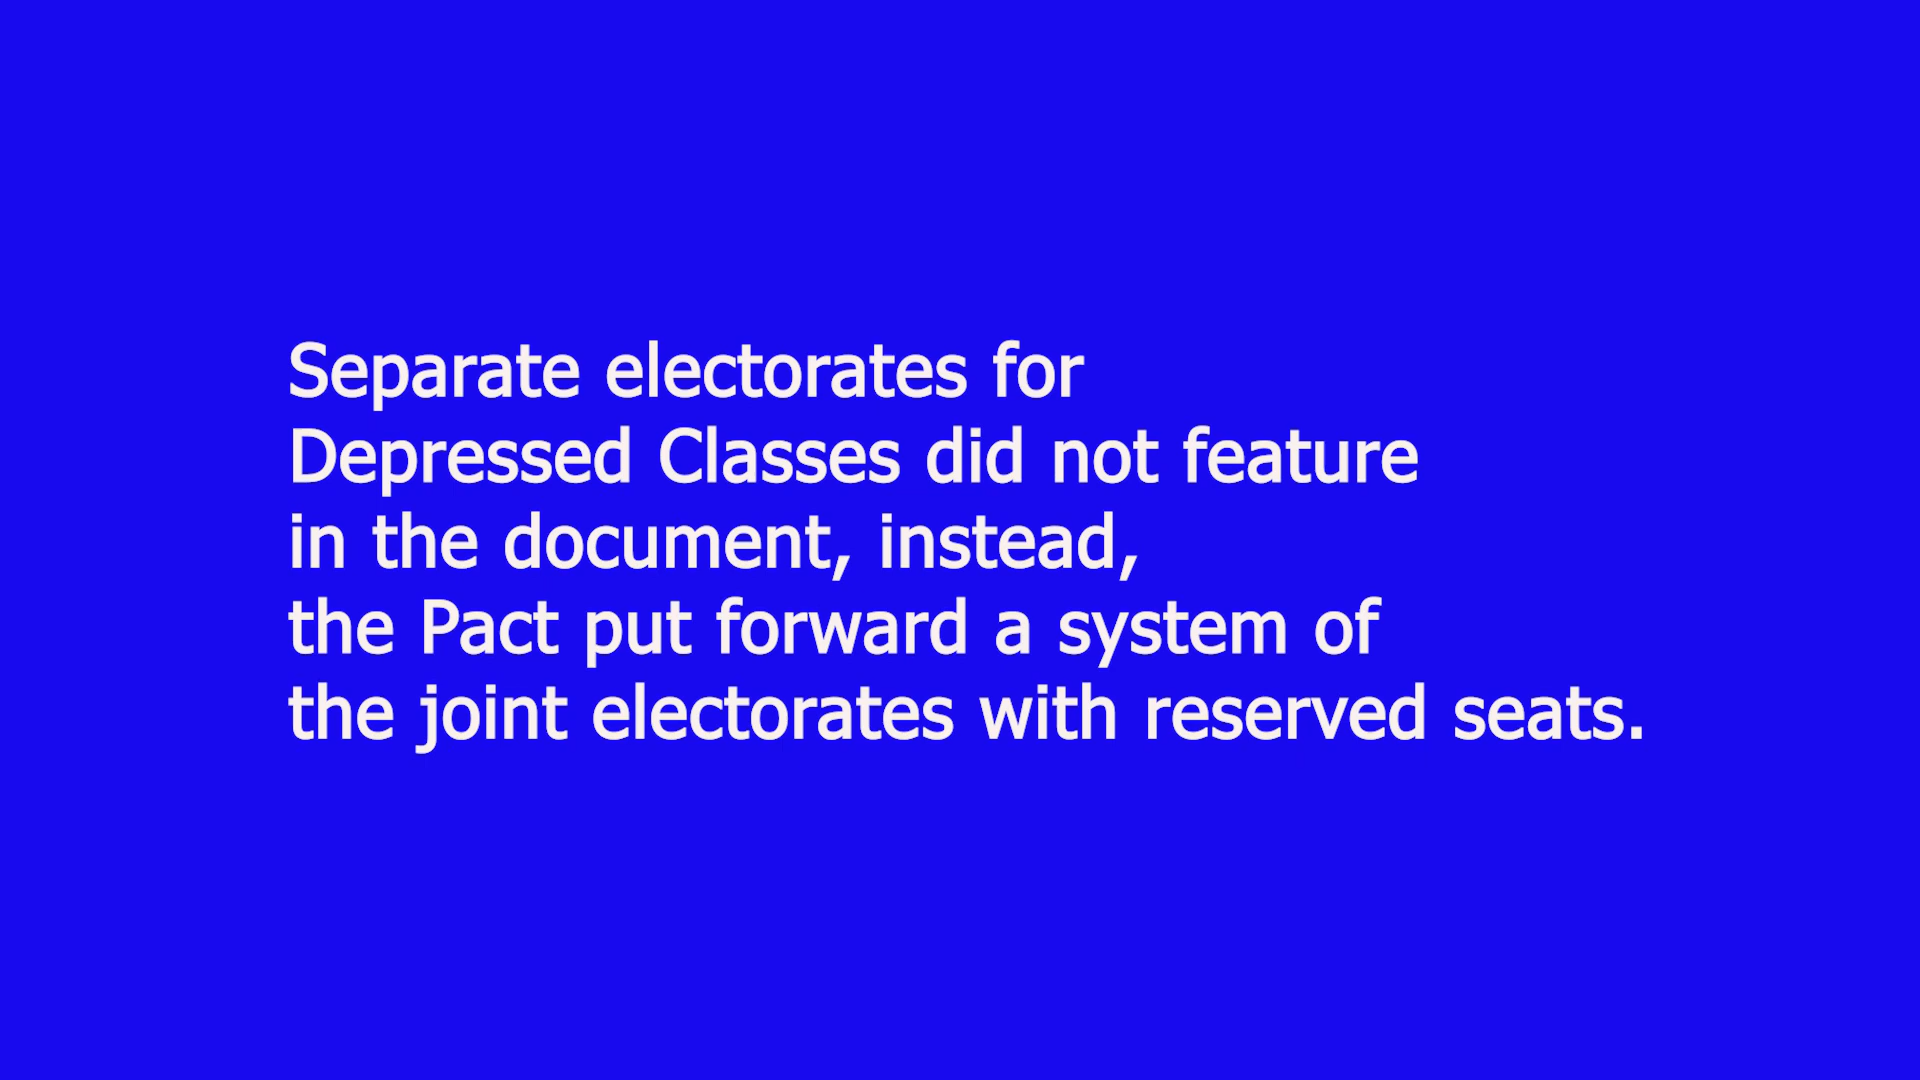 Separate electorates for
Depressed Classes did not feature
in the document, instead,
the Pact put forward a system of
the joint electorates with reserved seats.